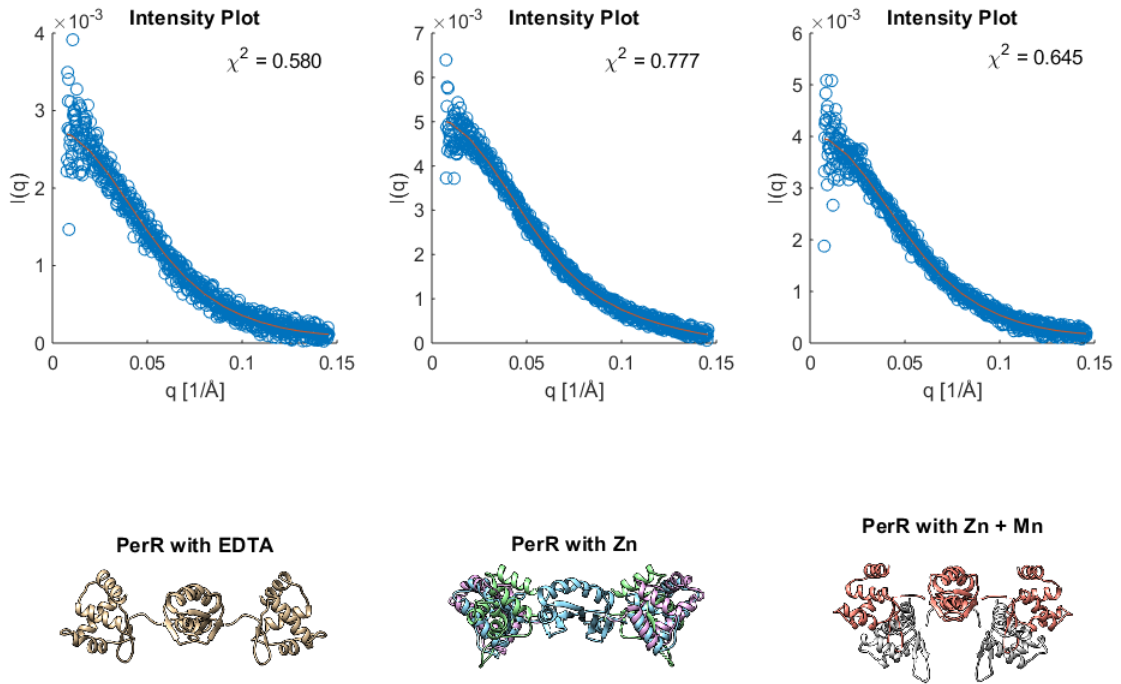 Intensity Plot
×10⁻³
χ² = 0.580
4
3
2
1
0
I(q)
0
0.05
0.1
0.15
q [1/Å]
Intensity Plot
×10⁻³
χ² = 0.777
7
6
5
4
3
2
1
0
I(q)
0
0.05
0.1
0.15
q [1/Å]
Intensity Plot
×10⁻³
χ² = 0.645
6
5
4
3
2
1
0
I(q)
0
0.05
0.1
0.15
q [1/Å]
PerR with EDTA
PerR with Zn
PerR with Zn + Mn